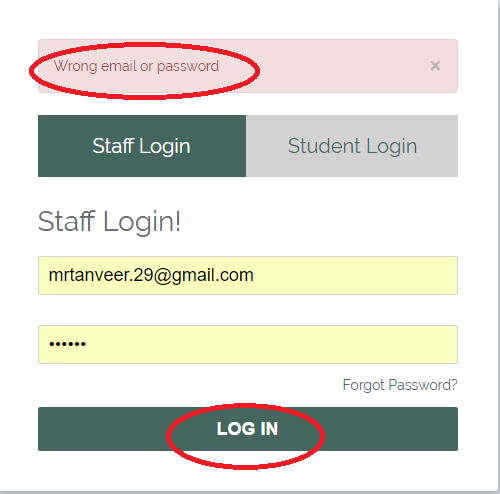 Wrong email or password ×
Staff Login Student Login
Staff Login!
mrtanveer.29@gmail.com
••••••
Forgot Password?
LOG IN